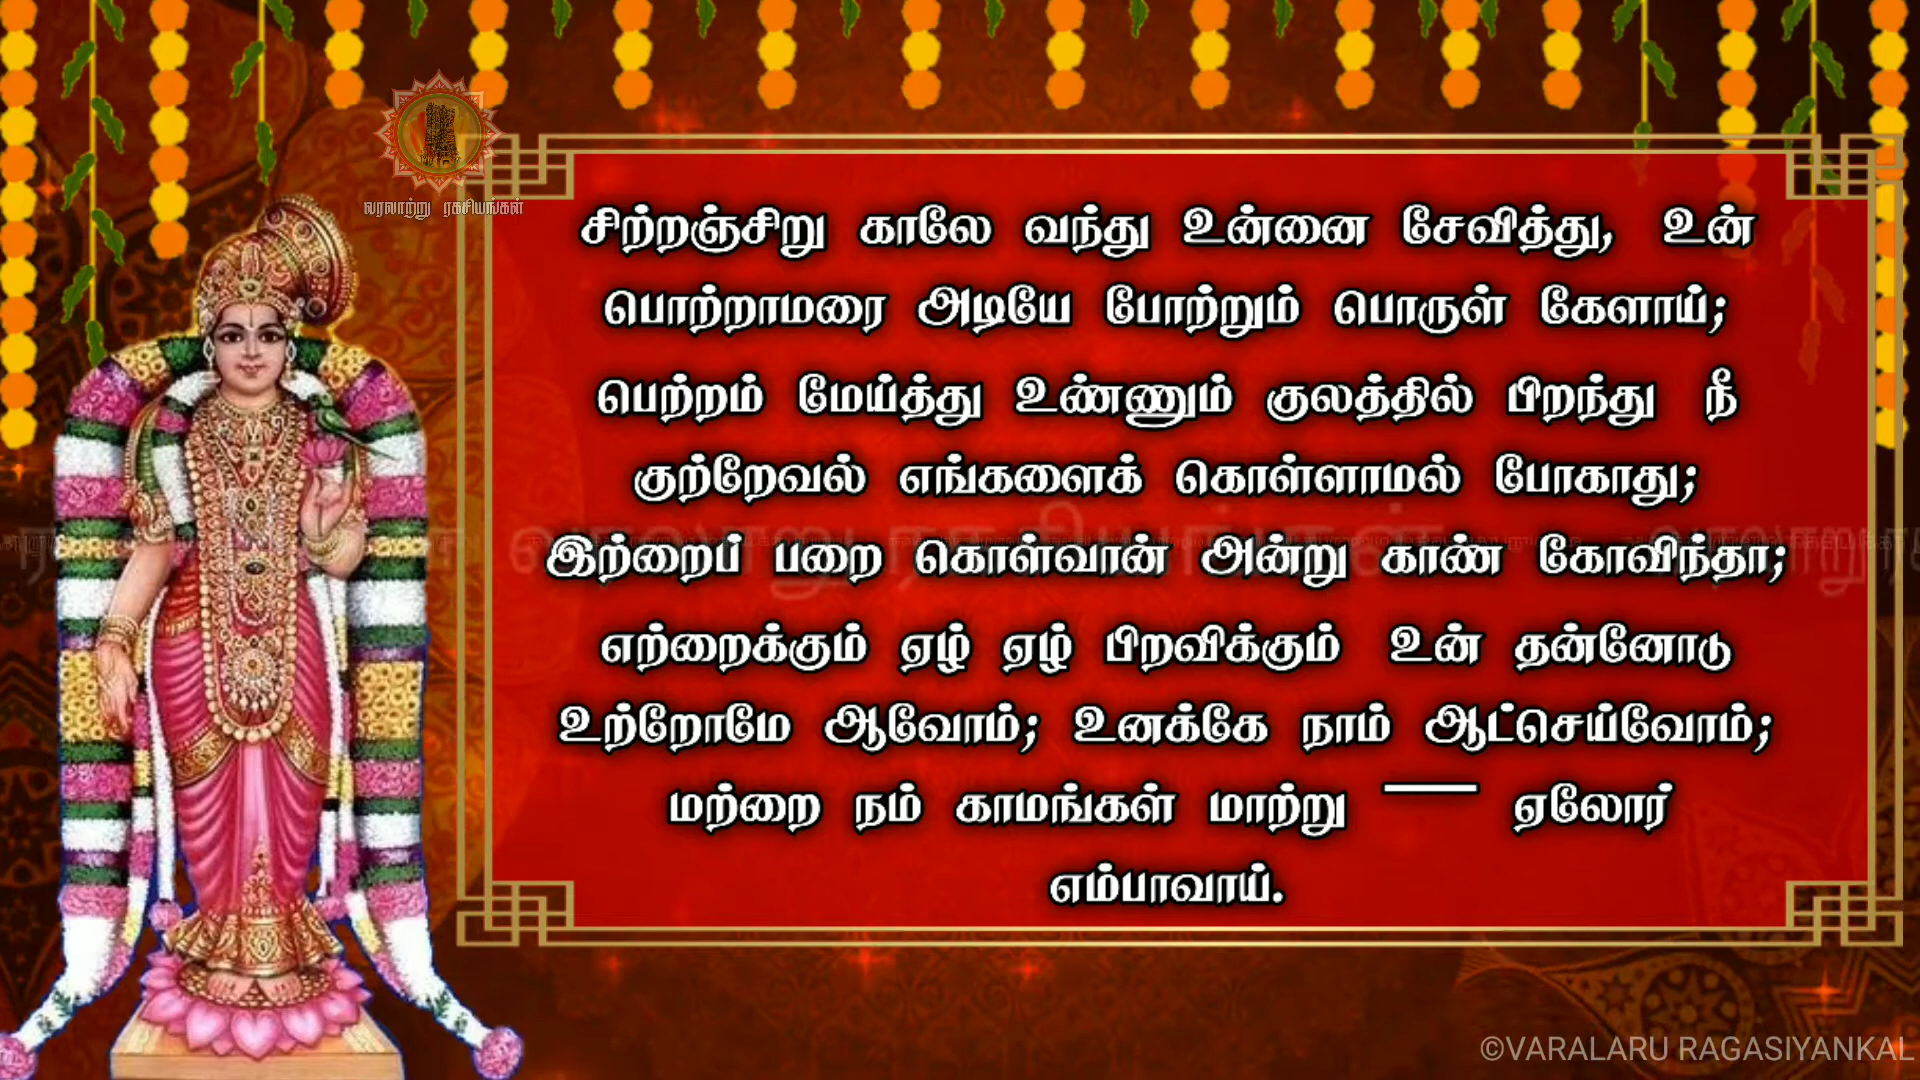 வரலாற்று ரகசியங்கள்
சிற்றஞ்சிறு காலே வந்து உன்னை சேவித்து, உன்
பொற்றாமரை அடியே போற்றும் பொருள் கேளாய்;
பெற்றம் மேய்த்து உண்ணும் குலத்தில் பிறந்து நீ
குற்றேவல் எங்களைக் கொள்ளாமல் போகாது;
இற்றைப் பறை கொள்வான் அன்று காண் கோவிந்தா;
எற்றைக்கும் ஏழ் ஏழ் பிறவிக்கும் உன் தன்னோடு
உற்றோமே ஆவோம்; உனக்கே நாம் ஆட்செய்வோம்;
மற்றை நம் காமங்கள் மாற்று — ஏலோர்
எம்பாவாய்.
©VARALARU RAGASIYANKAL